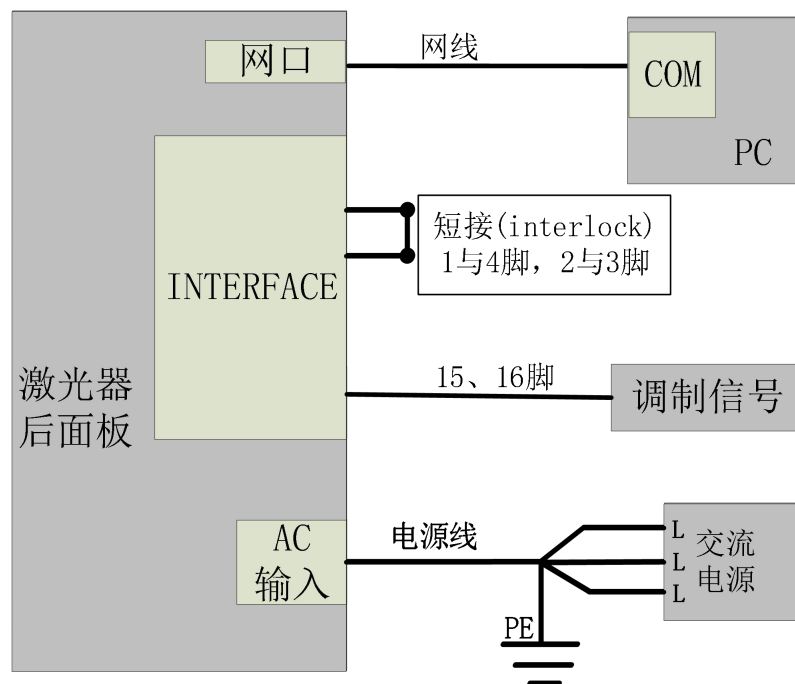 网口
网线
COM
PC
短接(interlock)
1与4脚，2与3脚
INTERFACE
15、16脚
调制信号
激光器
后面板
AC
输入
电源线
L
L
L
交流
电源
PE